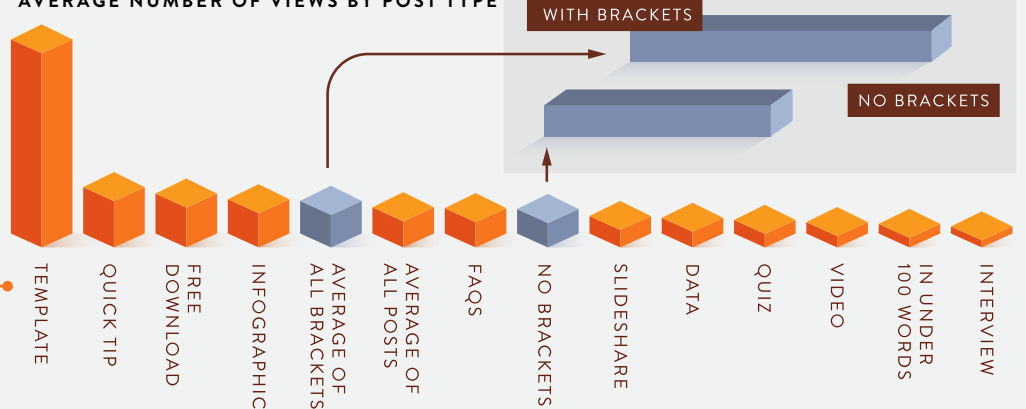 AVERAGE NUMBER OF VIEWS BY POST TYPE
WITH BRACKETS
NO BRACKETS
TEMPLATE
QUICK TIP
FREE
DOWNLOAD
INFOGRAPHIC
AVERAGE OF
ALL BRACKETS
AVERAGE OF
ALL POSTS
FAQS
NO BRACKETS
SLIDESHARE
DATA
QUIZ
VIDEO
IN UNDER
100 WORDS
INTERVIEW